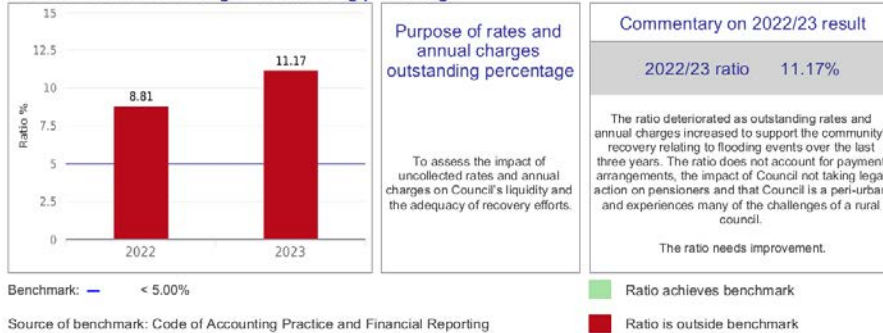 15
12.5
10
7.5
5
2.5
0
Ratio %
8.81
11.17
2022
2023
Purpose of rates and
annual charges
outstanding percentage
To assess the impact of
uncollected rates and annual
charges on Council's liquidity and
the adequacy of recovery efforts.
Commentary on 2022/23 result
2022/23 ratio 11.17%
The ratio deteriorated as outstanding rates and
annual charges increased to support the community
recovery relating to flooding events over the last
three years. The ratio does not account for payment
arrangements, the impact of Council not taking legal
action on pensioners and that Council is a peri-urban
and experiences many of the challenges of a rural
council.
The ratio needs improvement.
Benchmark: — < 5.00%
Ratio achieves benchmark
Source of benchmark: Code of Accounting Practice and Financial Reporting
Ratio is outside benchmark